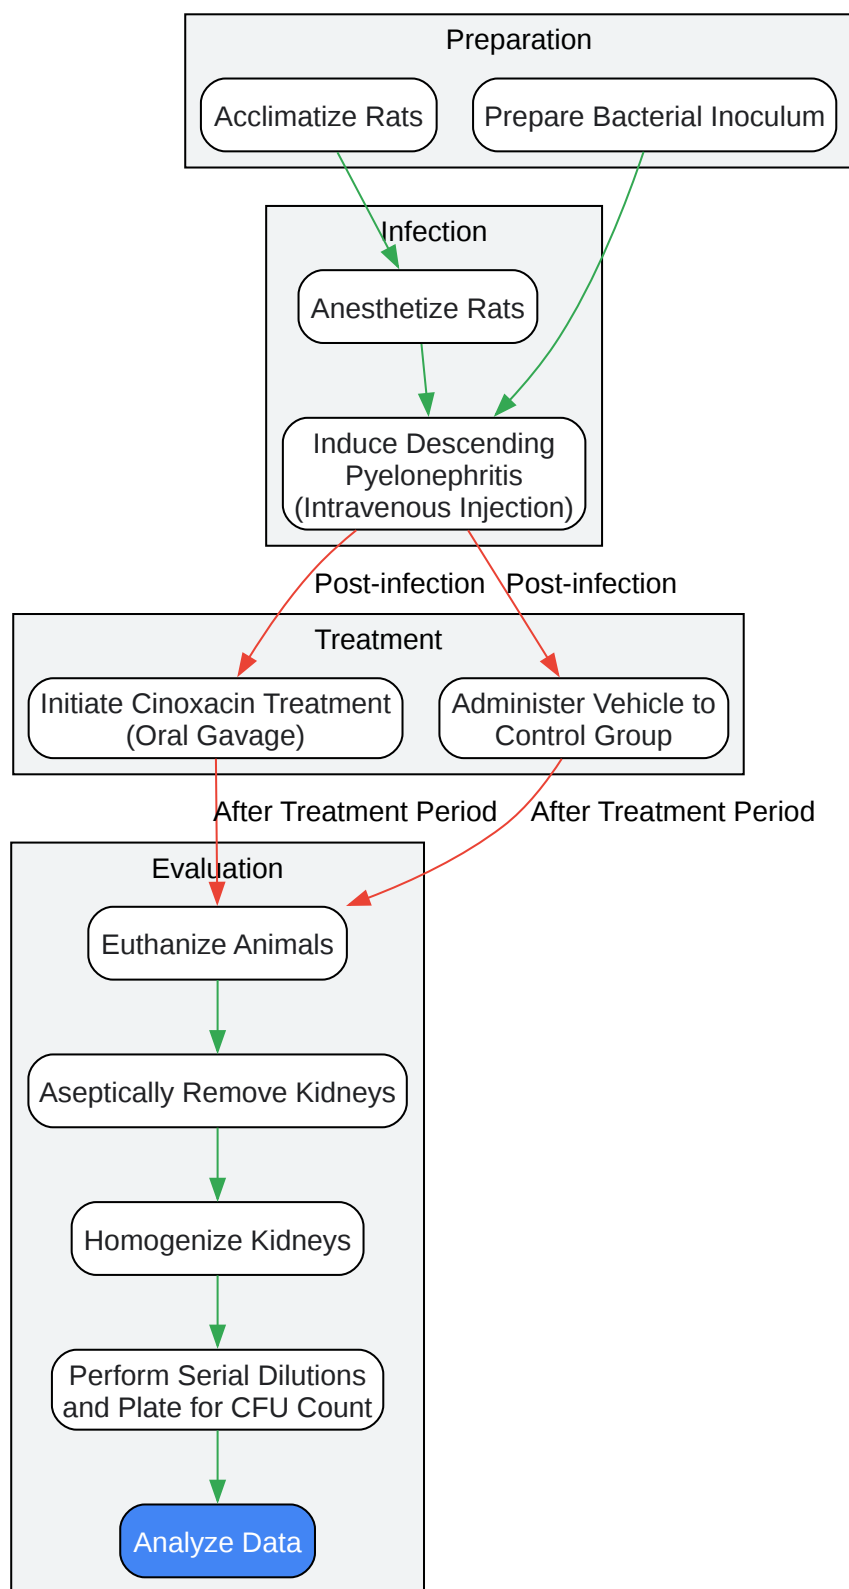 Preparation
Acclimatize Rats
Prepare Bacterial Inoculum
Infection
Anesthetize Rats
Induce Descending
Pyelonephritis
(Intravenous Injection)
Post-infection
Post-infection
Treatment
Initiate Cinoxacin Treatment
(Oral Gavage)
Administer Vehicle to
Control Group
After Treatment Period
After Treatment Period
Evaluation
Euthanize Animals
Aseptically Remove Kidneys
Homogenize Kidneys
Perform Serial Dilutions
and Plate for CFU Count
Analyze Data